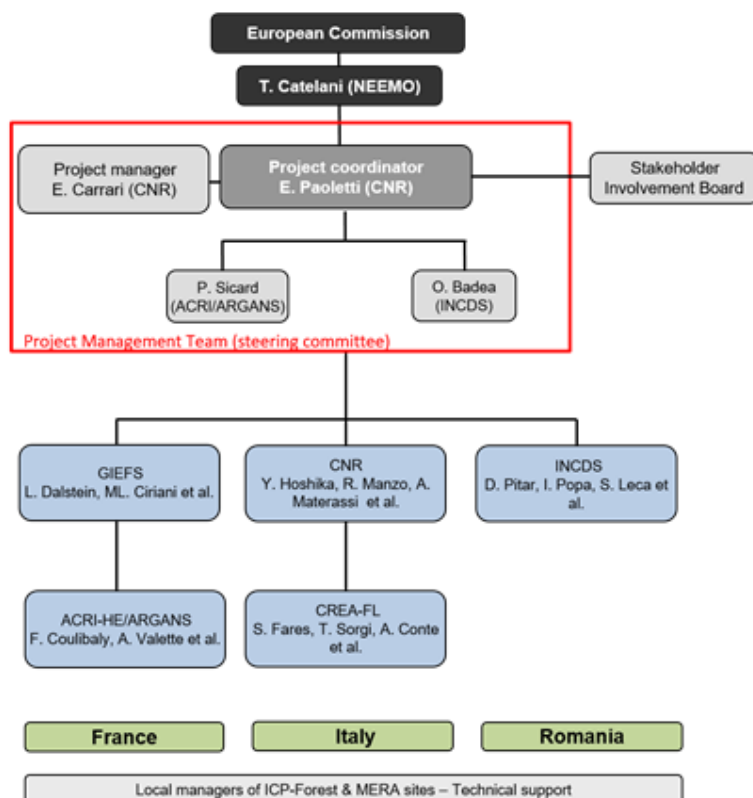 European Commission
T. Catelani (NEEMO)
Project manager
E. Carrari (CNR)
Project coordinator
E. Paoletti (CNR)
Stakeholder
Involvement Board
P. Sicard
(ACRI/ARGANS)
O. Badea
(INCDS)
Project Management Team (steering committee)
GIEFS
L. Dalstein, ML. Ciriani et al.
CNR
Y. Hoshika, R. Manzo, A.
Materassi et al.
INCDS
D. Pitar, I. Popa, S. Leca et
al.
ACRI-HE/ARGANS
F. Coulibaly, A. Valette et al.
CREA-FL
S. Fares, T. Sorgi, A. Conte
et al.
France
Italy
Romania
Local managers of ICP-Forest & MERA sites – Technical support